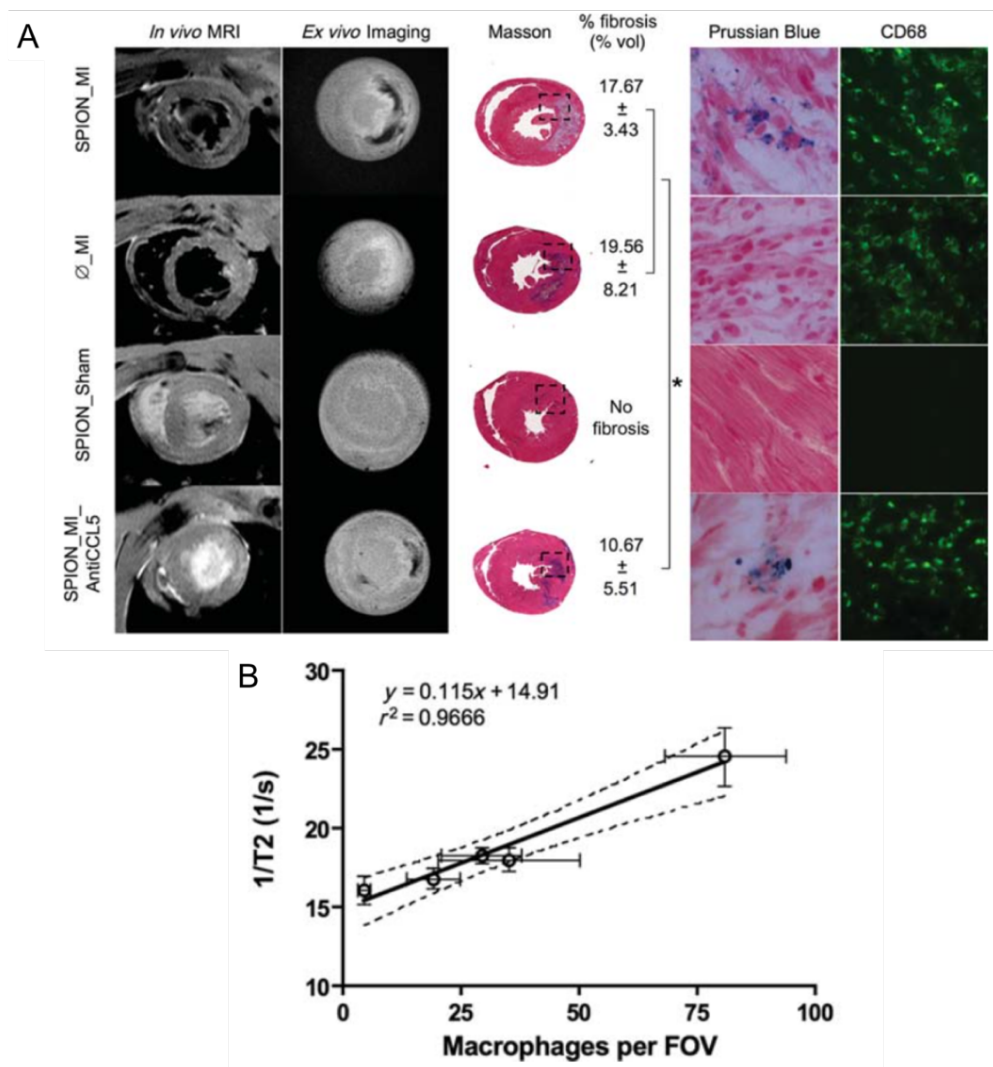 A
In vivo MRI
Ex vivo Imaging
Masson
% fibrosis
(% vol)
Prussian Blue
CD68
SPION_MI
17.67
±
3.43
Ø_MI
19.56
±
8.21
SPION_Sham
No
fibrosis
*
SPION_MI_
AntiCCL5
10.67
±
5.51
B
30
y = 0.115x + 14.91
r² = 0.9666
25
20
15
10
1/T2 (1/s)
0
25
50
75
100
Macrophages per FOV